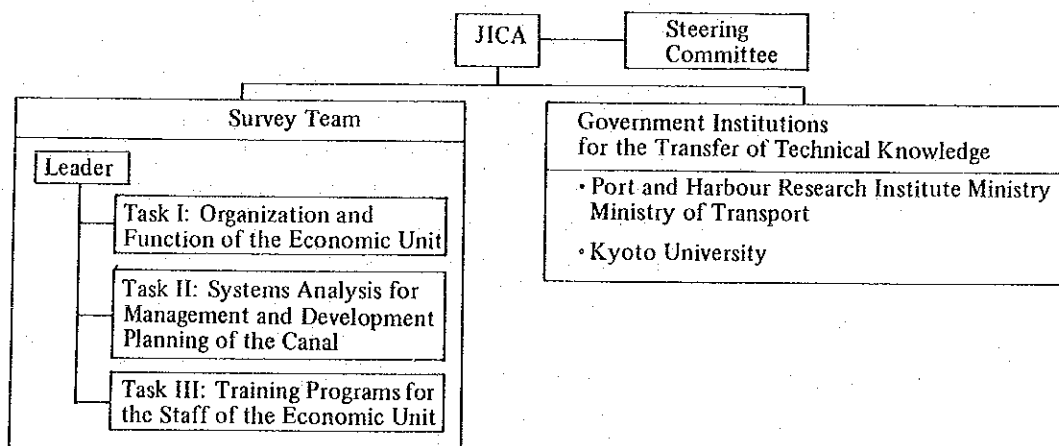 JICA
Steering
Committee
Survey Team
Leader
Task I: Organization and
Function of the Economic Unit
Task II: Systems Analysis for
Management and Development
Planning of the Canal
Task III: Training Programs for
the Staff of the Economic Unit
Government Institutions
for the Transfer of Technical Knowledge
• Port and Harbour Research Institute Ministry
Ministry of Transport
• Kyoto University